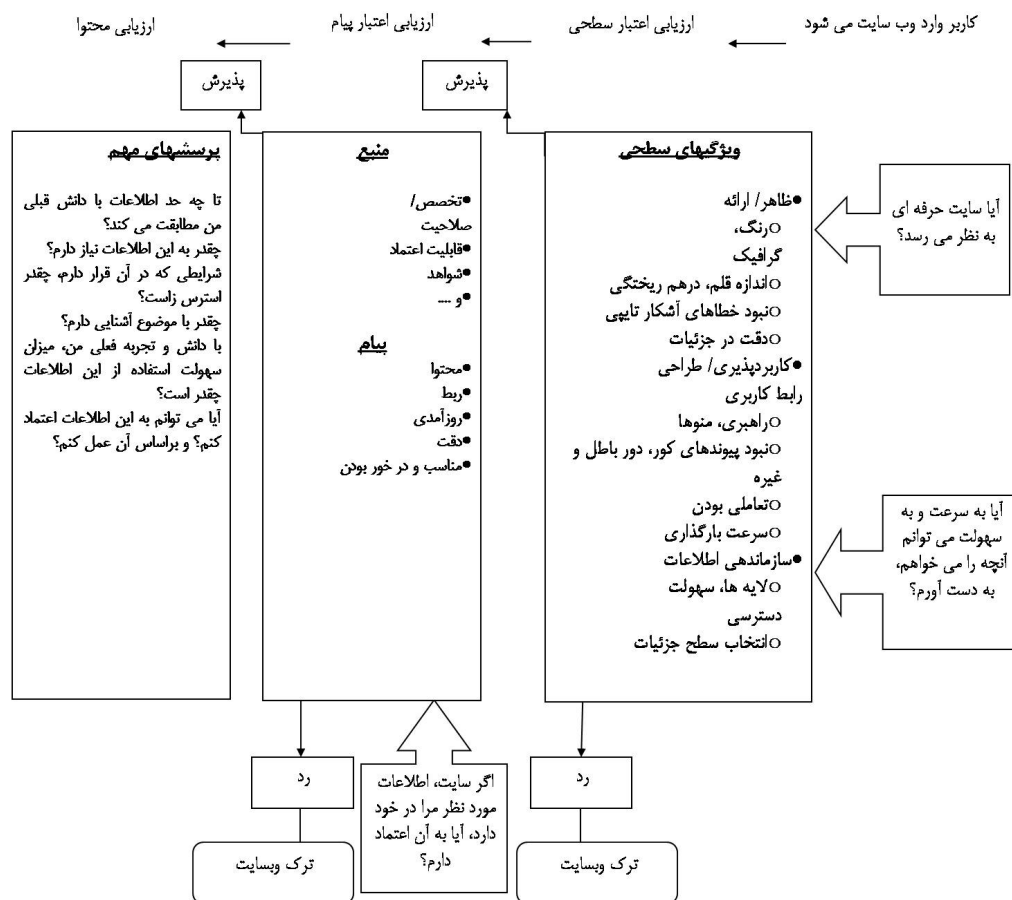 کاربر وارد وب سایت می شود
ارزیابی اعتبار سطحی
ارزیابی اعتبار پیام
ارزیابی محتوا
پذیرش
پذیرش
ویژگیهای سطحی
●ظاهر/ ارائه
○رنگ،
گرافیک
○اندازه قلم، درهم ریختگی
○نبود خطاهای آشکار تایپی
○دقت در جزئیات
●کاربردپذیری/ طراحی
رابط کاربری
○راهبری، منوها
○نبود پیوندهای کور، دور باطل و
غیره
○تعاملی بودن
○سرعت بارگذاری
●سازماندهی اطلاعات
○لایه ها، سهولت
دسترسی
○انتخاب سطح جزئیات
آیا سایت حرفه ای
به نظر می رسد؟
آیا به سرعت و به
سهولت می توانم
آنچه را می خواهم،
به دست آورم؟
منبع
●تخصص/
صلاحیت
●قابلیت اعتماد
●شواهد
●و ....
پیام
●محتوا
●ربط
●روزآمدی
●دقت
●مناسب و در خور بودن
پرسشهای مهم
تا چه حد اطلاعات با دانش قبلی
من مطابقت می کند؟
چقدر به این اطلاعات نیاز دارم؟
شرایطی که در آن قرار دارم، چقدر
استرس زاست؟
چقدر با موضوع آشنایی دارم؟
با دانش و تجربه فعلی من، میزان
سهولت استفاده از این اطلاعات
چقدر است؟
آیا می توانم به این اطلاعات اعتماد
کنم؟ و براساس آن عمل کنم؟
رد
ترک وبسایت
اگر سایت، اطلاعات
مورد نظر مرا در خود
دارد، آیا به آن اعتماد
دارم؟
رد
ترک وبسایت